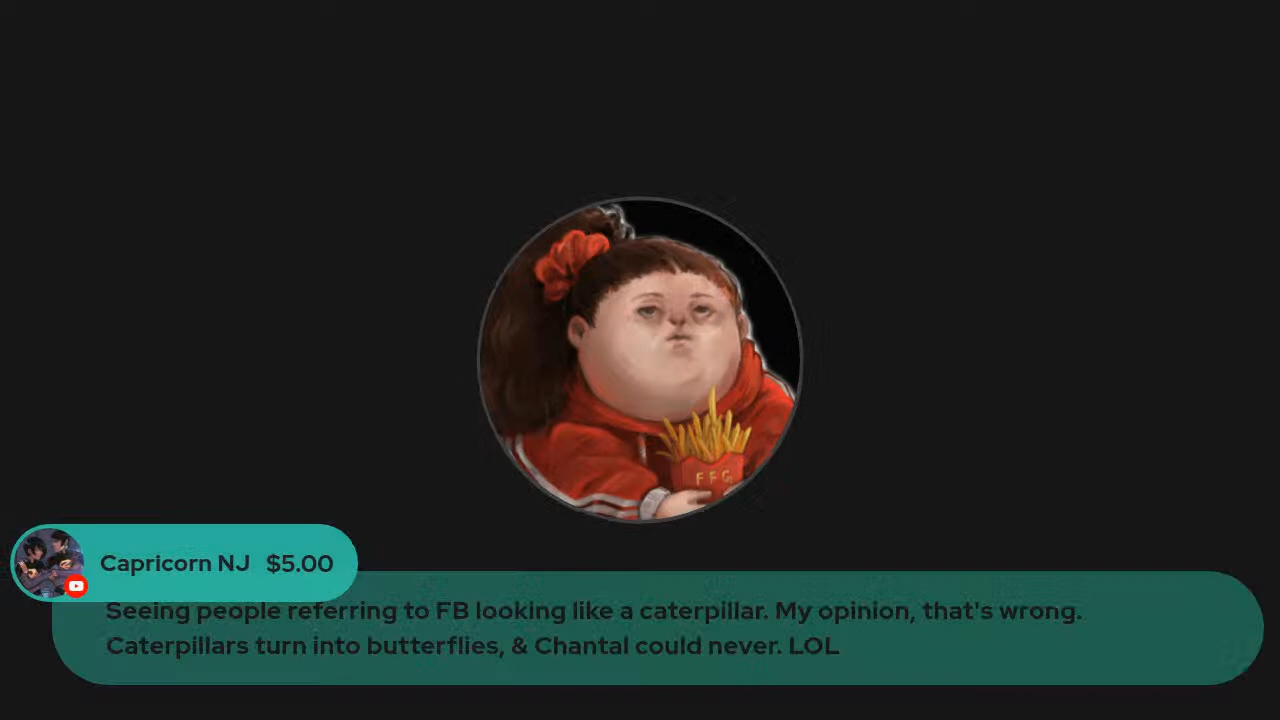 FFG
Capricorn NJ $5.00
Seeing people referring to FB looking like a caterpillar. My opinion, that's wrong.
Caterpillars turn into butterflies, & Chantal could never. LOL